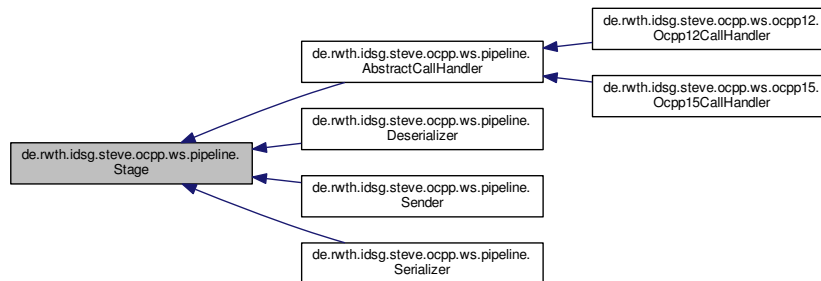 de.rwth.idsg.steve.ocpp.ws.ocpp12.
Ocpp12CallHandler
de.rwth.idsg.steve.ocpp.ws.pipeline.
AbstractCallHandler
de.rwth.idsg.steve.ocpp.ws.ocpp15.
Ocpp15CallHandler
de.rwth.idsg.steve.ocpp.ws.pipeline.
Deserializer
de.rwth.idsg.steve.ocpp.ws.pipeline.
Stage
de.rwth.idsg.steve.ocpp.ws.pipeline.
Sender
de.rwth.idsg.steve.ocpp.ws.pipeline.
Serializer